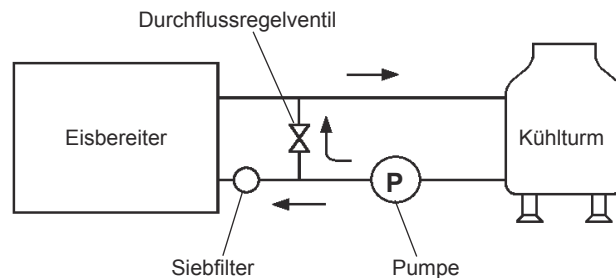 Durchflussregelventil
Eisbereiter
Kühlturm
P
Siebfilter
Pumpe